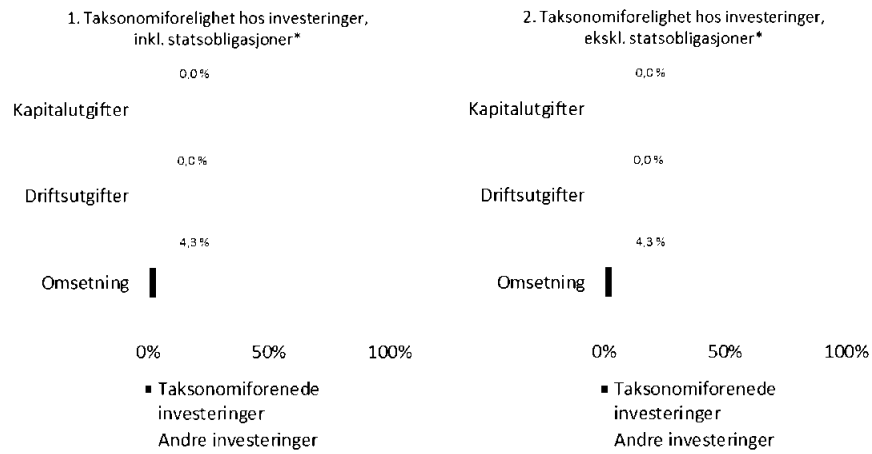 1. Taksonomiforelighet hos investeringer,
inkl. statsobligasjoner*
0,0 %
Kapitalutgifter
0,0 %
Driftsutgifter
4,3 %
Omsetning
0% 50% 100%
Taksonomiforenede
investeringer
Andre investeringer
2. Taksonomiforelighet hos investeringer,
ekskl. statsobligasjoner*
0,0 %
Kapitalutgifter
0,0 %
Driftsutgifter
4,3 %
Omsetning
0% 50% 100%
Taksonomiforenede
investeringer
Andre investeringer